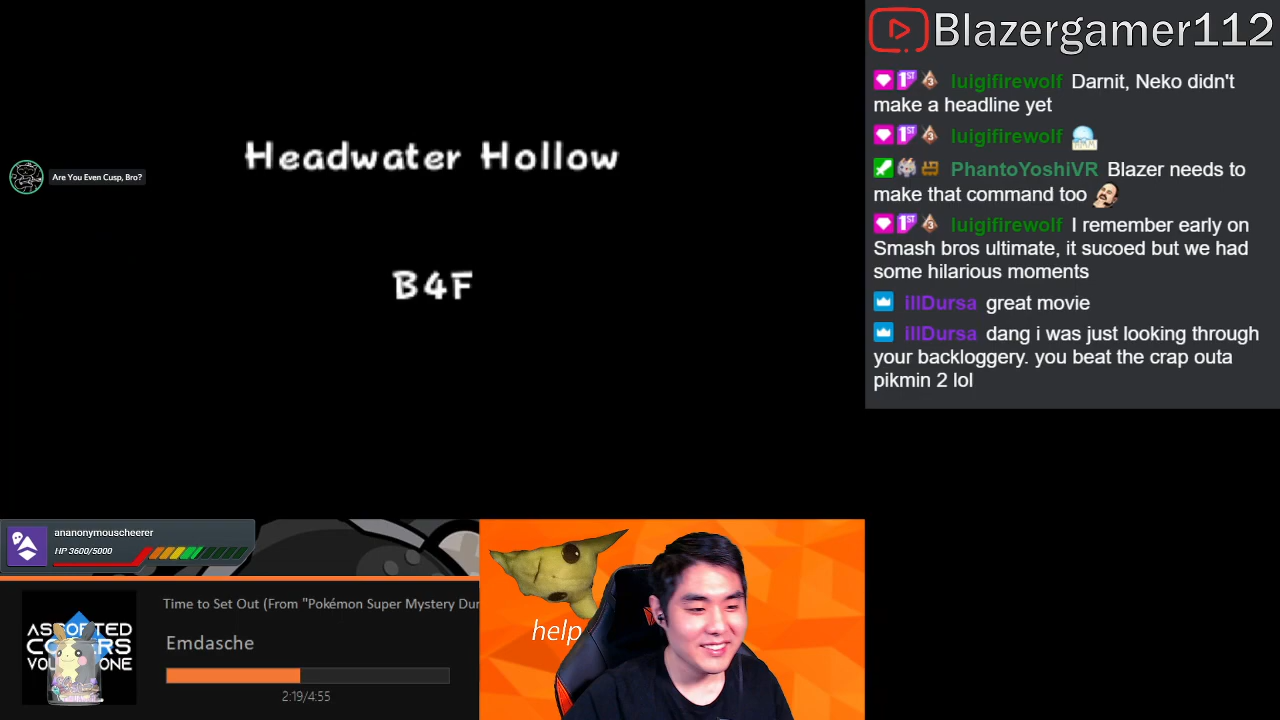 Headwater Hollow
B4F
Are You Even Cusp, Bro?
Blazergamer112
luigifirewolf Darnit, Neko didn't
make a headline yet
luigifirewolf
PhantoYoshiVR Blazer needs to
make that command too
luigifirewolf I remember early on
Smash bros ultimate, it sucoed but we had
some hilarious moments
illDursa great movie
illDursa dang i was just looking through
your backloggery. you beat the crap outa
pikmin 2 lol
ananonymouscheerer
HP 3600/5000
Time to Set Out (From "Pokémon Super Mystery Dun
Emdasche
2:19/4:55
help